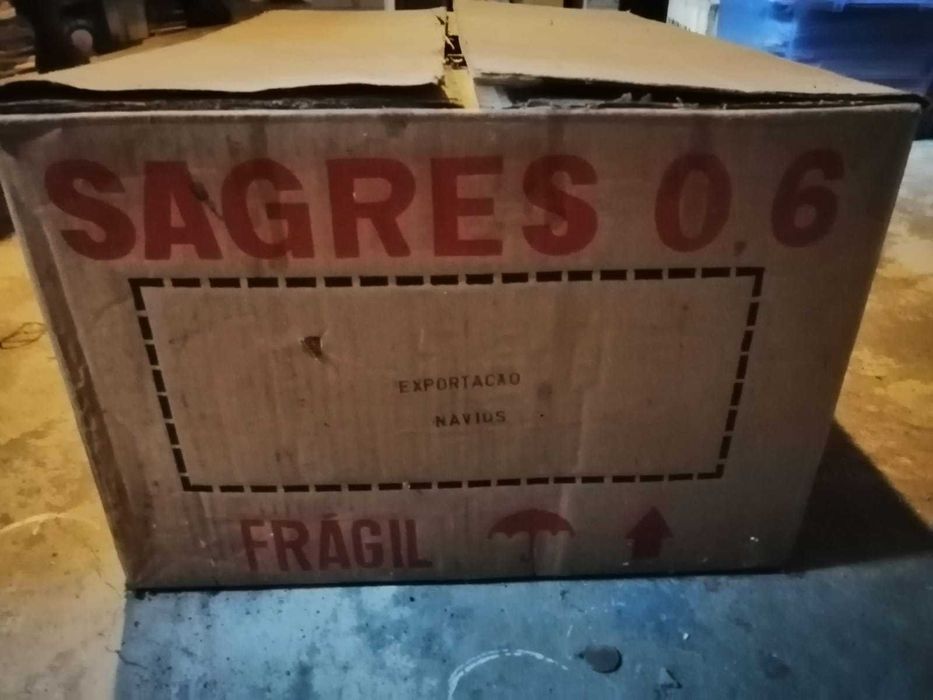 SAGRES 0,6
EXPORTACAO
NAVIOS
FRÁGIL